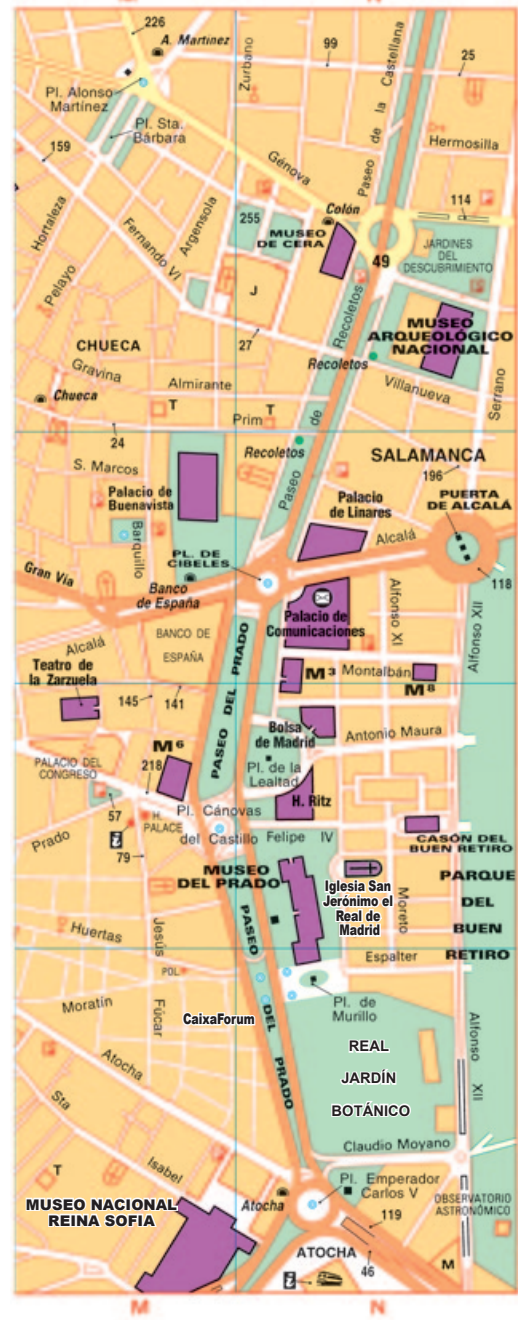 226
A. Martínez
Zurbano
99
Castellana
25
Pl. Alonso
Martínez
Pl. Sta.
Bárbara
Paseo de la
Hermosilla
159
Génova
Hortaleza
Fernando VI
Argensola
255
Colón
114
MUSEO
DE CERA
49
JARDINES
DEL
DESCUBRIMIENTO
Pelayo
J
Recoletos
MUSEO
ARQUEOLÓGICO
NACIONAL
27
CHUECA
Gravina
Recoletos
Almirante
Villanueva
Serrano
Chueca
T
T
Prim
de
24
Recoletos
SALAMANCA
S. Marcos
196
Paseo
Palacio de
Buenavista
Palacio
de Linares
PUERTA
DE ALCALÁ
Barquillo
PL. DE
CIBELES
Alcalá
Gran Vía
118
Banco
de España
Palacio de
Comunicaciones
Alfonso XI
Alfonso XII
Alcalá
BANCO DE
ESPAÑA
Teatro de
la Zarzuela
M 3
Montalbán
M 8
145
141
PASEO DEL PRADO
Bolsa
de Madrid
Antonio Maura
M 6
PALACIO DEL
CONGRESO
218
Pl. de la
Lealtad
H. Ritz
57
H.
PALACE
Pl. Cánovas
del Castillo
Felipe IV
Prado
79
CASÓN DEL
BUEN RETIRO
MUSEO
DEL PRADO
Iglesia San
Jerónimo el
Real de
Madrid
PARQUE
DEL
BUEN
RETIRO
Moreto
Huertas
Jesús
PASEO
Espalter
POL.
Moratín
Fúcar
CaixaForum
DEL
PRADO
Pl. de
Murillo
REAL
JARDÍN
BOTÁNICO
Alfonso XII
Atocha
Sta
Isabel
Claudio Moyano
T
MUSEO NACIONAL
REINA SOFIA
Atocha
Pl. Emperador
Carlos V
OBSERVATORIO
ASTRONÓMICO
119
ATOCHA
46
M
M
N